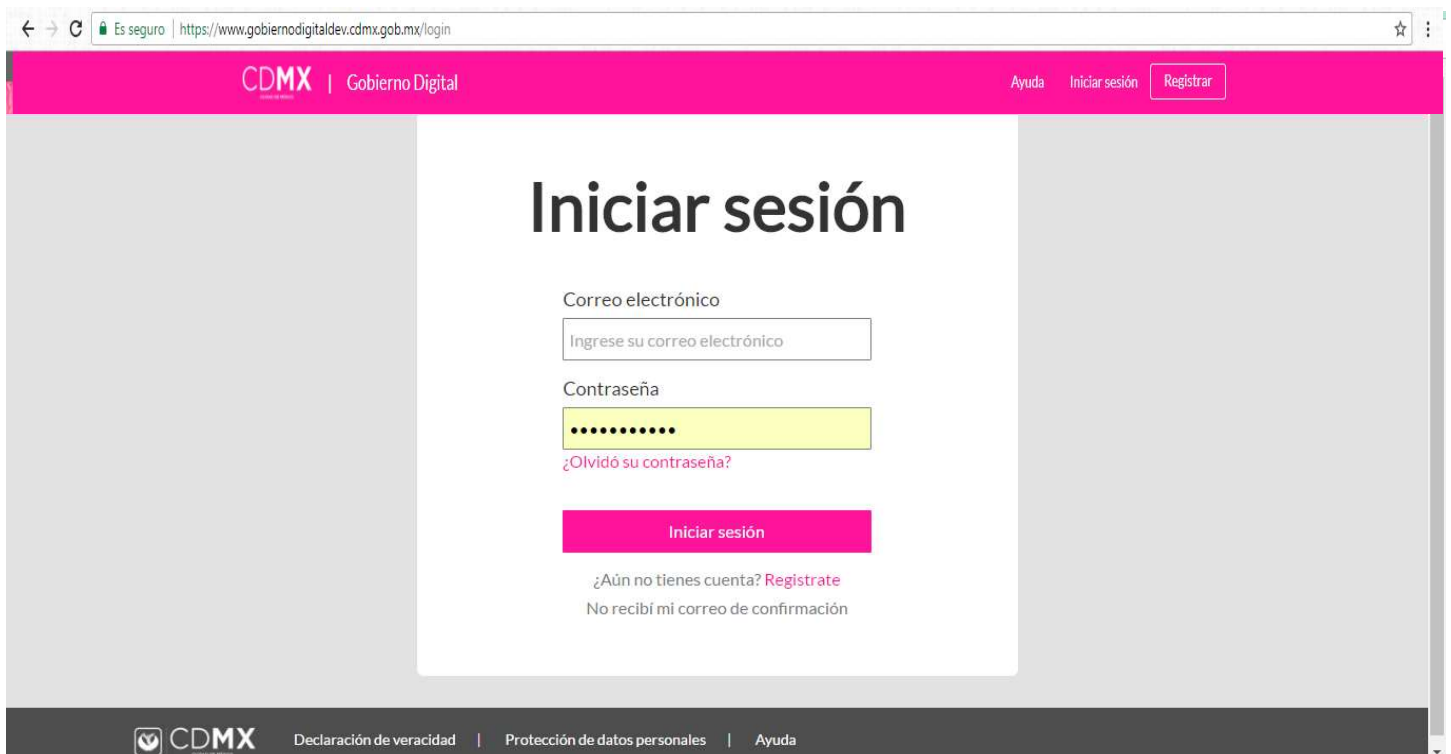 Es seguro | https://www.gobiernodigitaldev.cdmx.gob.mx/login
CDMX | Gobierno Digital Ayuda Iniciar sesión Registrar
Iniciar sesión
Correo electrónico
Ingrese su correo electrónico
Contraseña
•••••••••••
¿Olvidó su contraseña?
Iniciar sesión
¿Aún no tienes cuenta? Registrate
No recibí mi correo de confirmación
CDMX Declaración de veracidad | Protección de datos personales | Ayuda